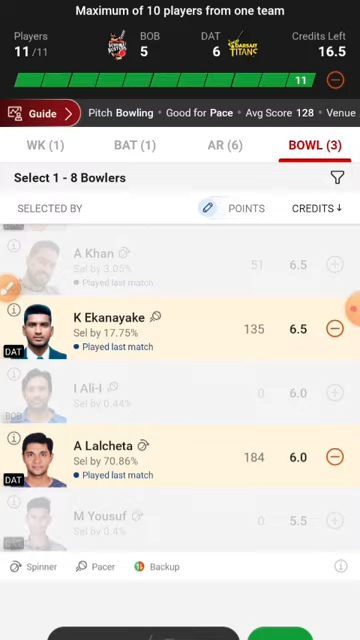 Maximum of 10 players from one team
Players BOB DAT Credits Left
11/11 5 6 16.5
11
Guide Pitch Bowling • Good for Pace • Avg Score 128 • Venue
WK (1) BAT (1) AR (6) BOWL (3)
Select 1 - 8 Bowlers
SELECTED BY POINTS CREDITS ↓
A Khan
Sel by 3.05% 51 6.5
Played last match
K Ekanayake
Sel by 17.75% 135 6.5
DAT Played last match
I Ali-I
Sel by 0.44% 0 6.0
BOB
A Lalcheta
Sel by 70.86% 184 6.0
DAT Played last match
M Yousuf
Sel by 0.4% 0 5.5
Spinner Pacer Backup